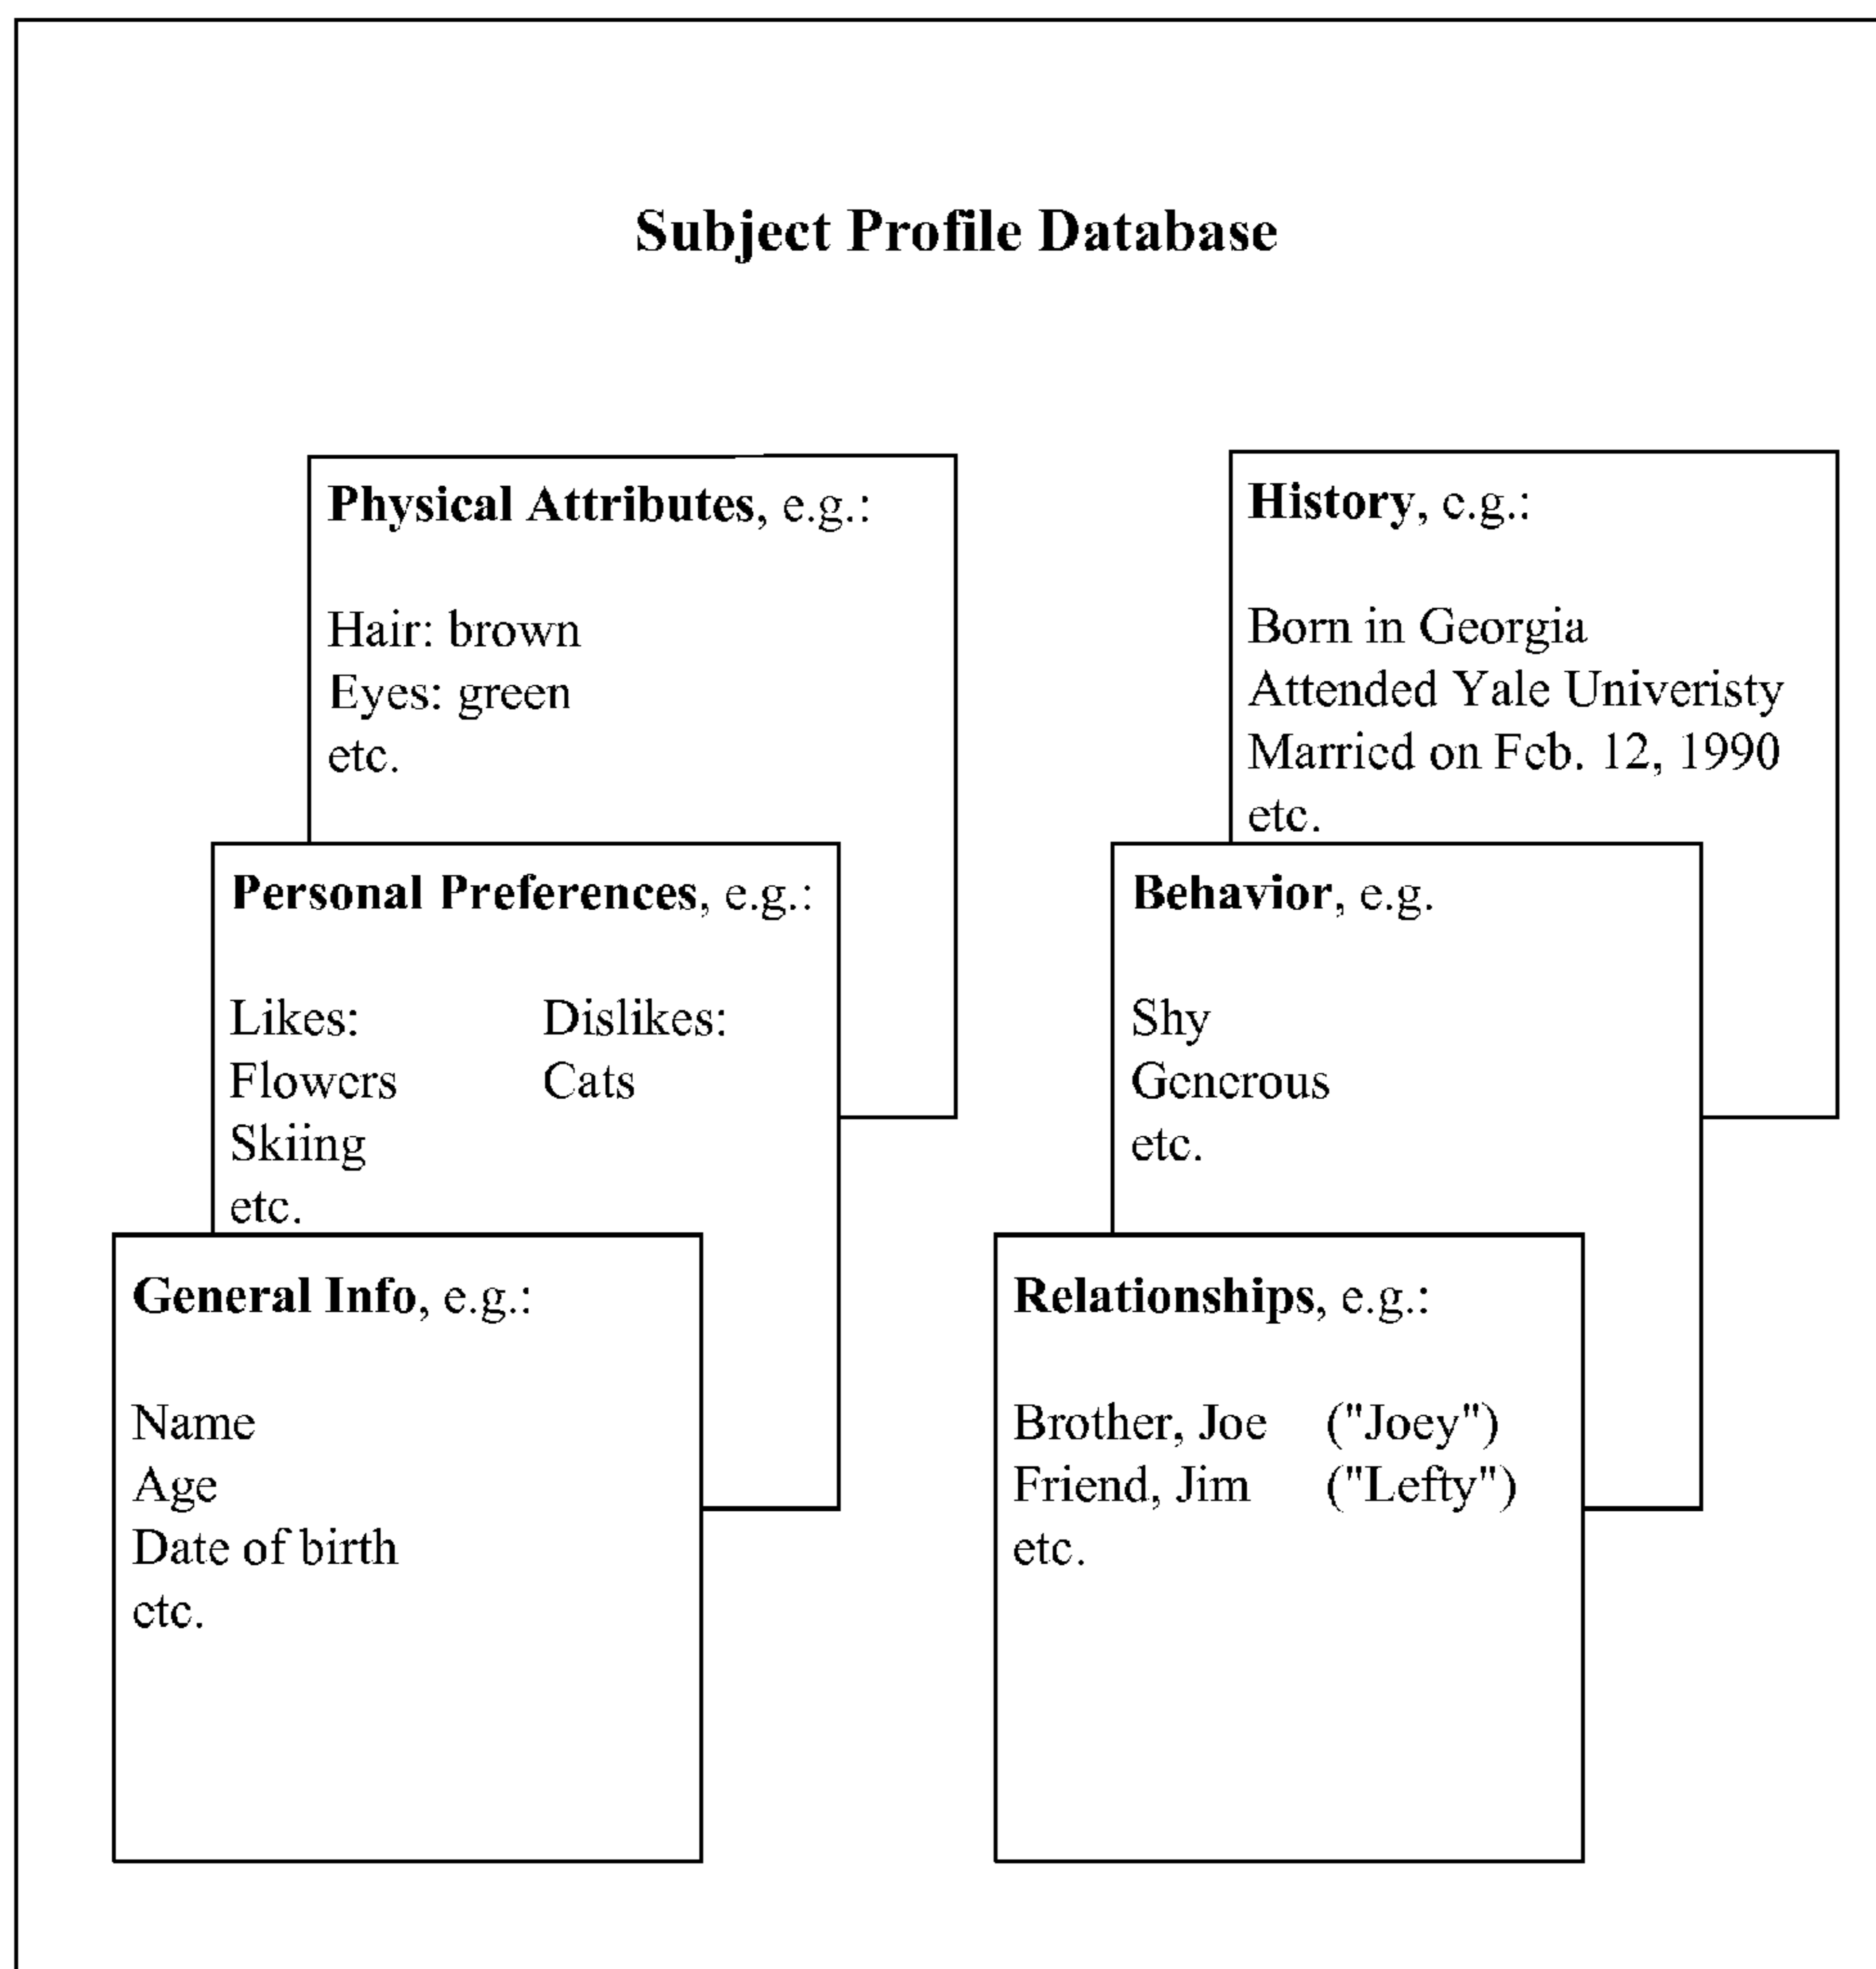 Subject Profile Database
Physical Attributes, e.g.:
Hair: brown
Eyes: green
etc.
Personal Preferences, e.g.:
Likes: Dislikes:
Flowers Cats
Skiing
etc.
General Info, e.g.:
Name
Age
Date of birth
etc.
History, e.g.:
Born in Georgia
Attended Yale Univeristy
Married on Feb. 12, 1990
etc.
Behavior, e.g.
Shy
Generous
etc.
Relationships, e.g.:
Brother, Joe ("Joey")
Friend, Jim ("Lefty")
etc.